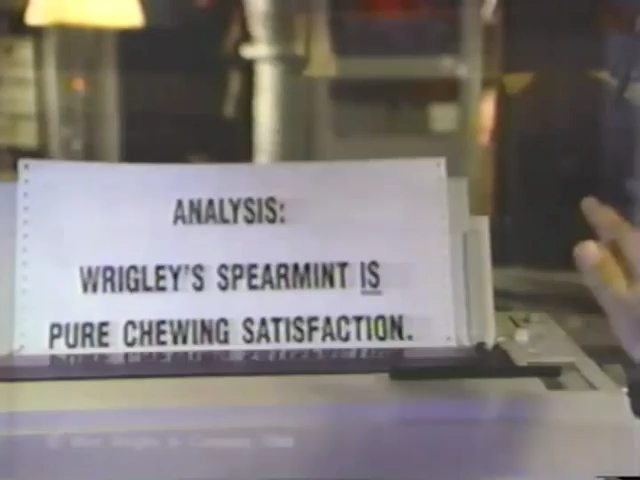 ANALYSIS:
WRIGLEY'S SPEARMINT IS
PURE CHEWING SATISFACTION.